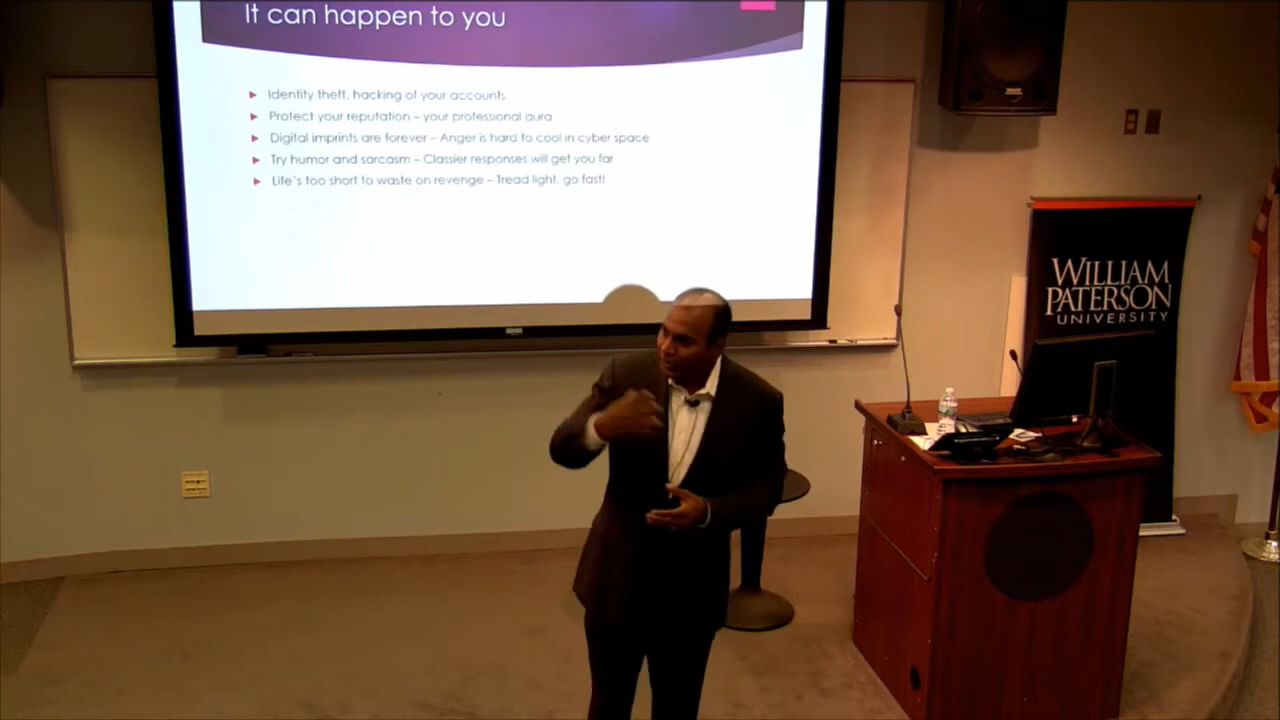 It can happen to you
Identity theft, hacking of your accounts
Protect your reputation – your professional aura
Digital imprints are forever – Anger is hard to cool in cyber space
Try humor and sarcasm – Classier responses will get you far
Life's too short to waste on revenge – Tread light, go fast!
WILLIAM
PATERSON
UNIVERSITY